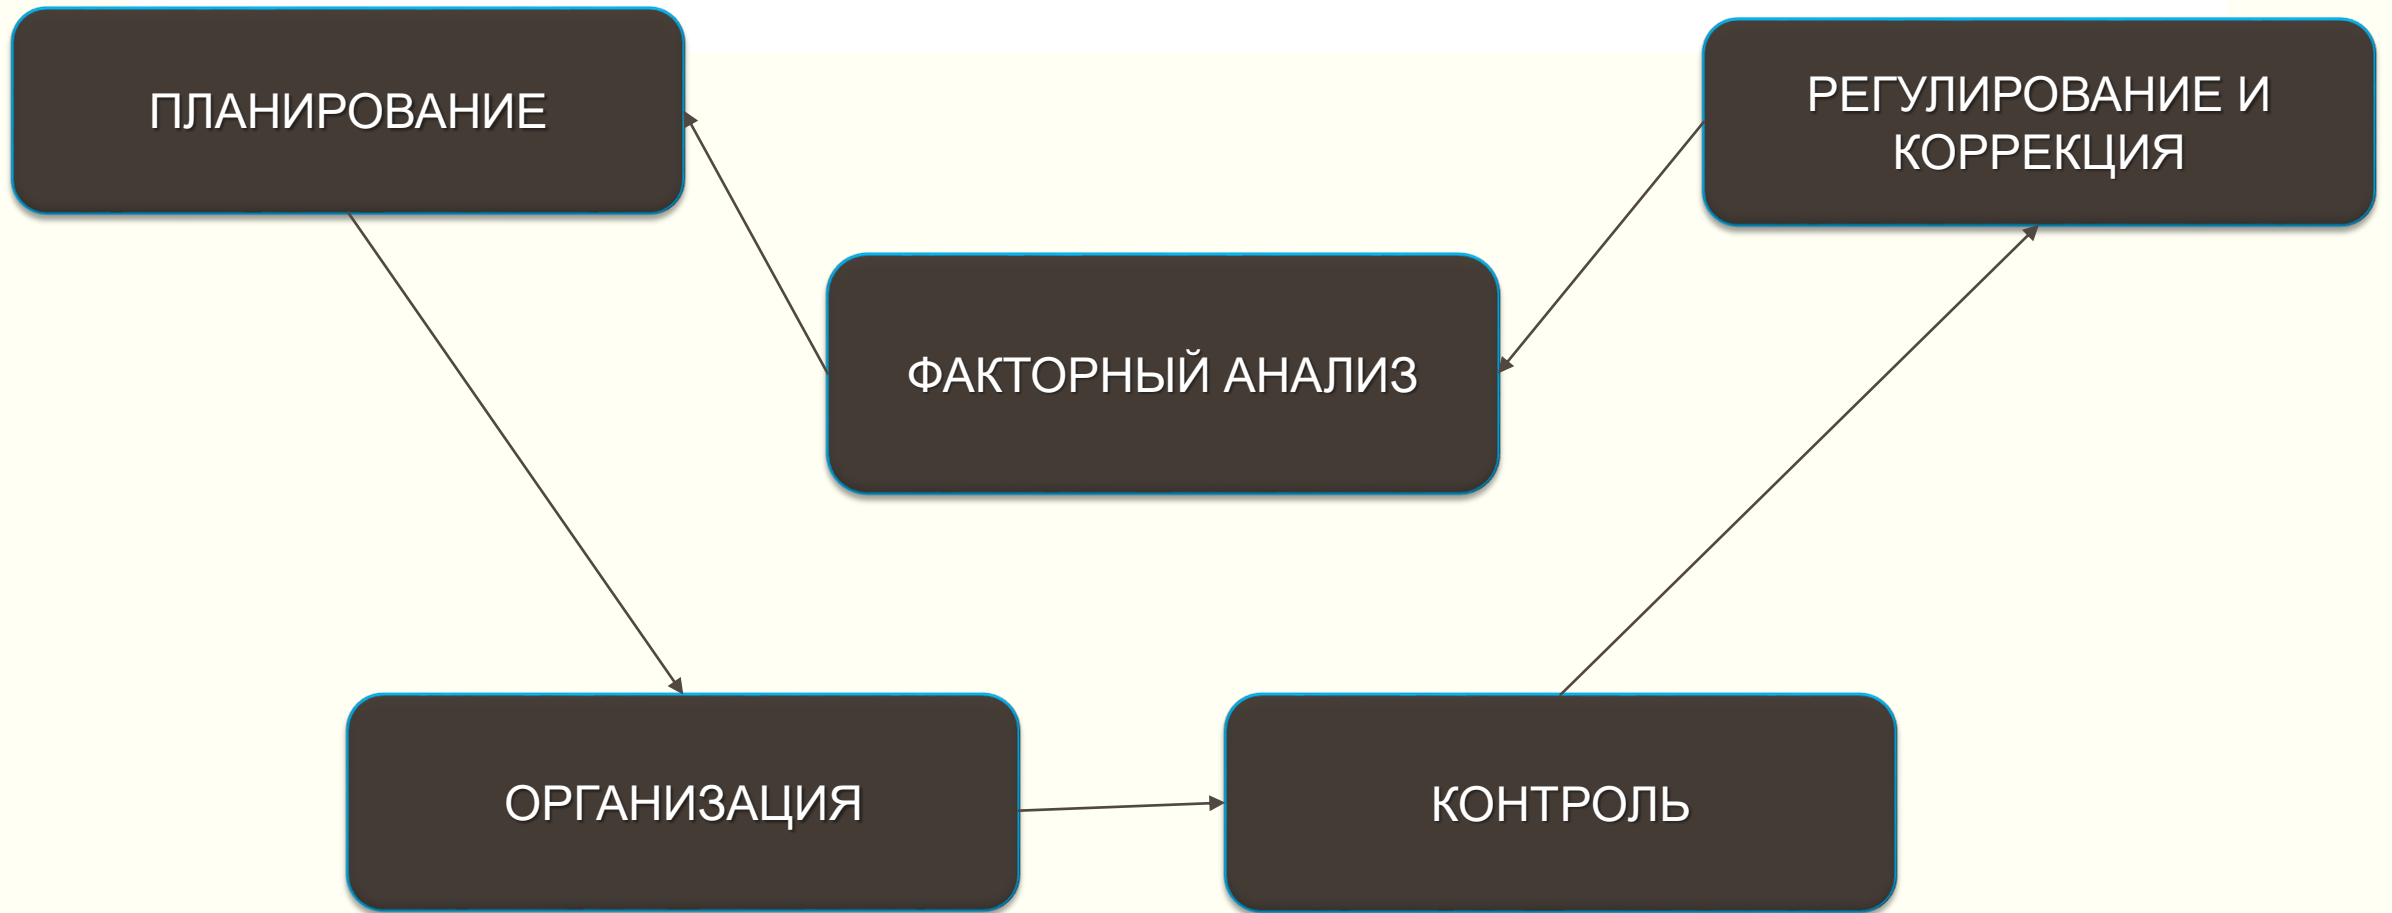 ПЛАНИРОВАНИЕ
РЕГУЛИРОВАНИЕ И
КОРРЕКЦИЯ
ФАКТОРНЫЙ АНАЛИЗ
ОРГАНИЗАЦИЯ
КОНТРОЛЬ